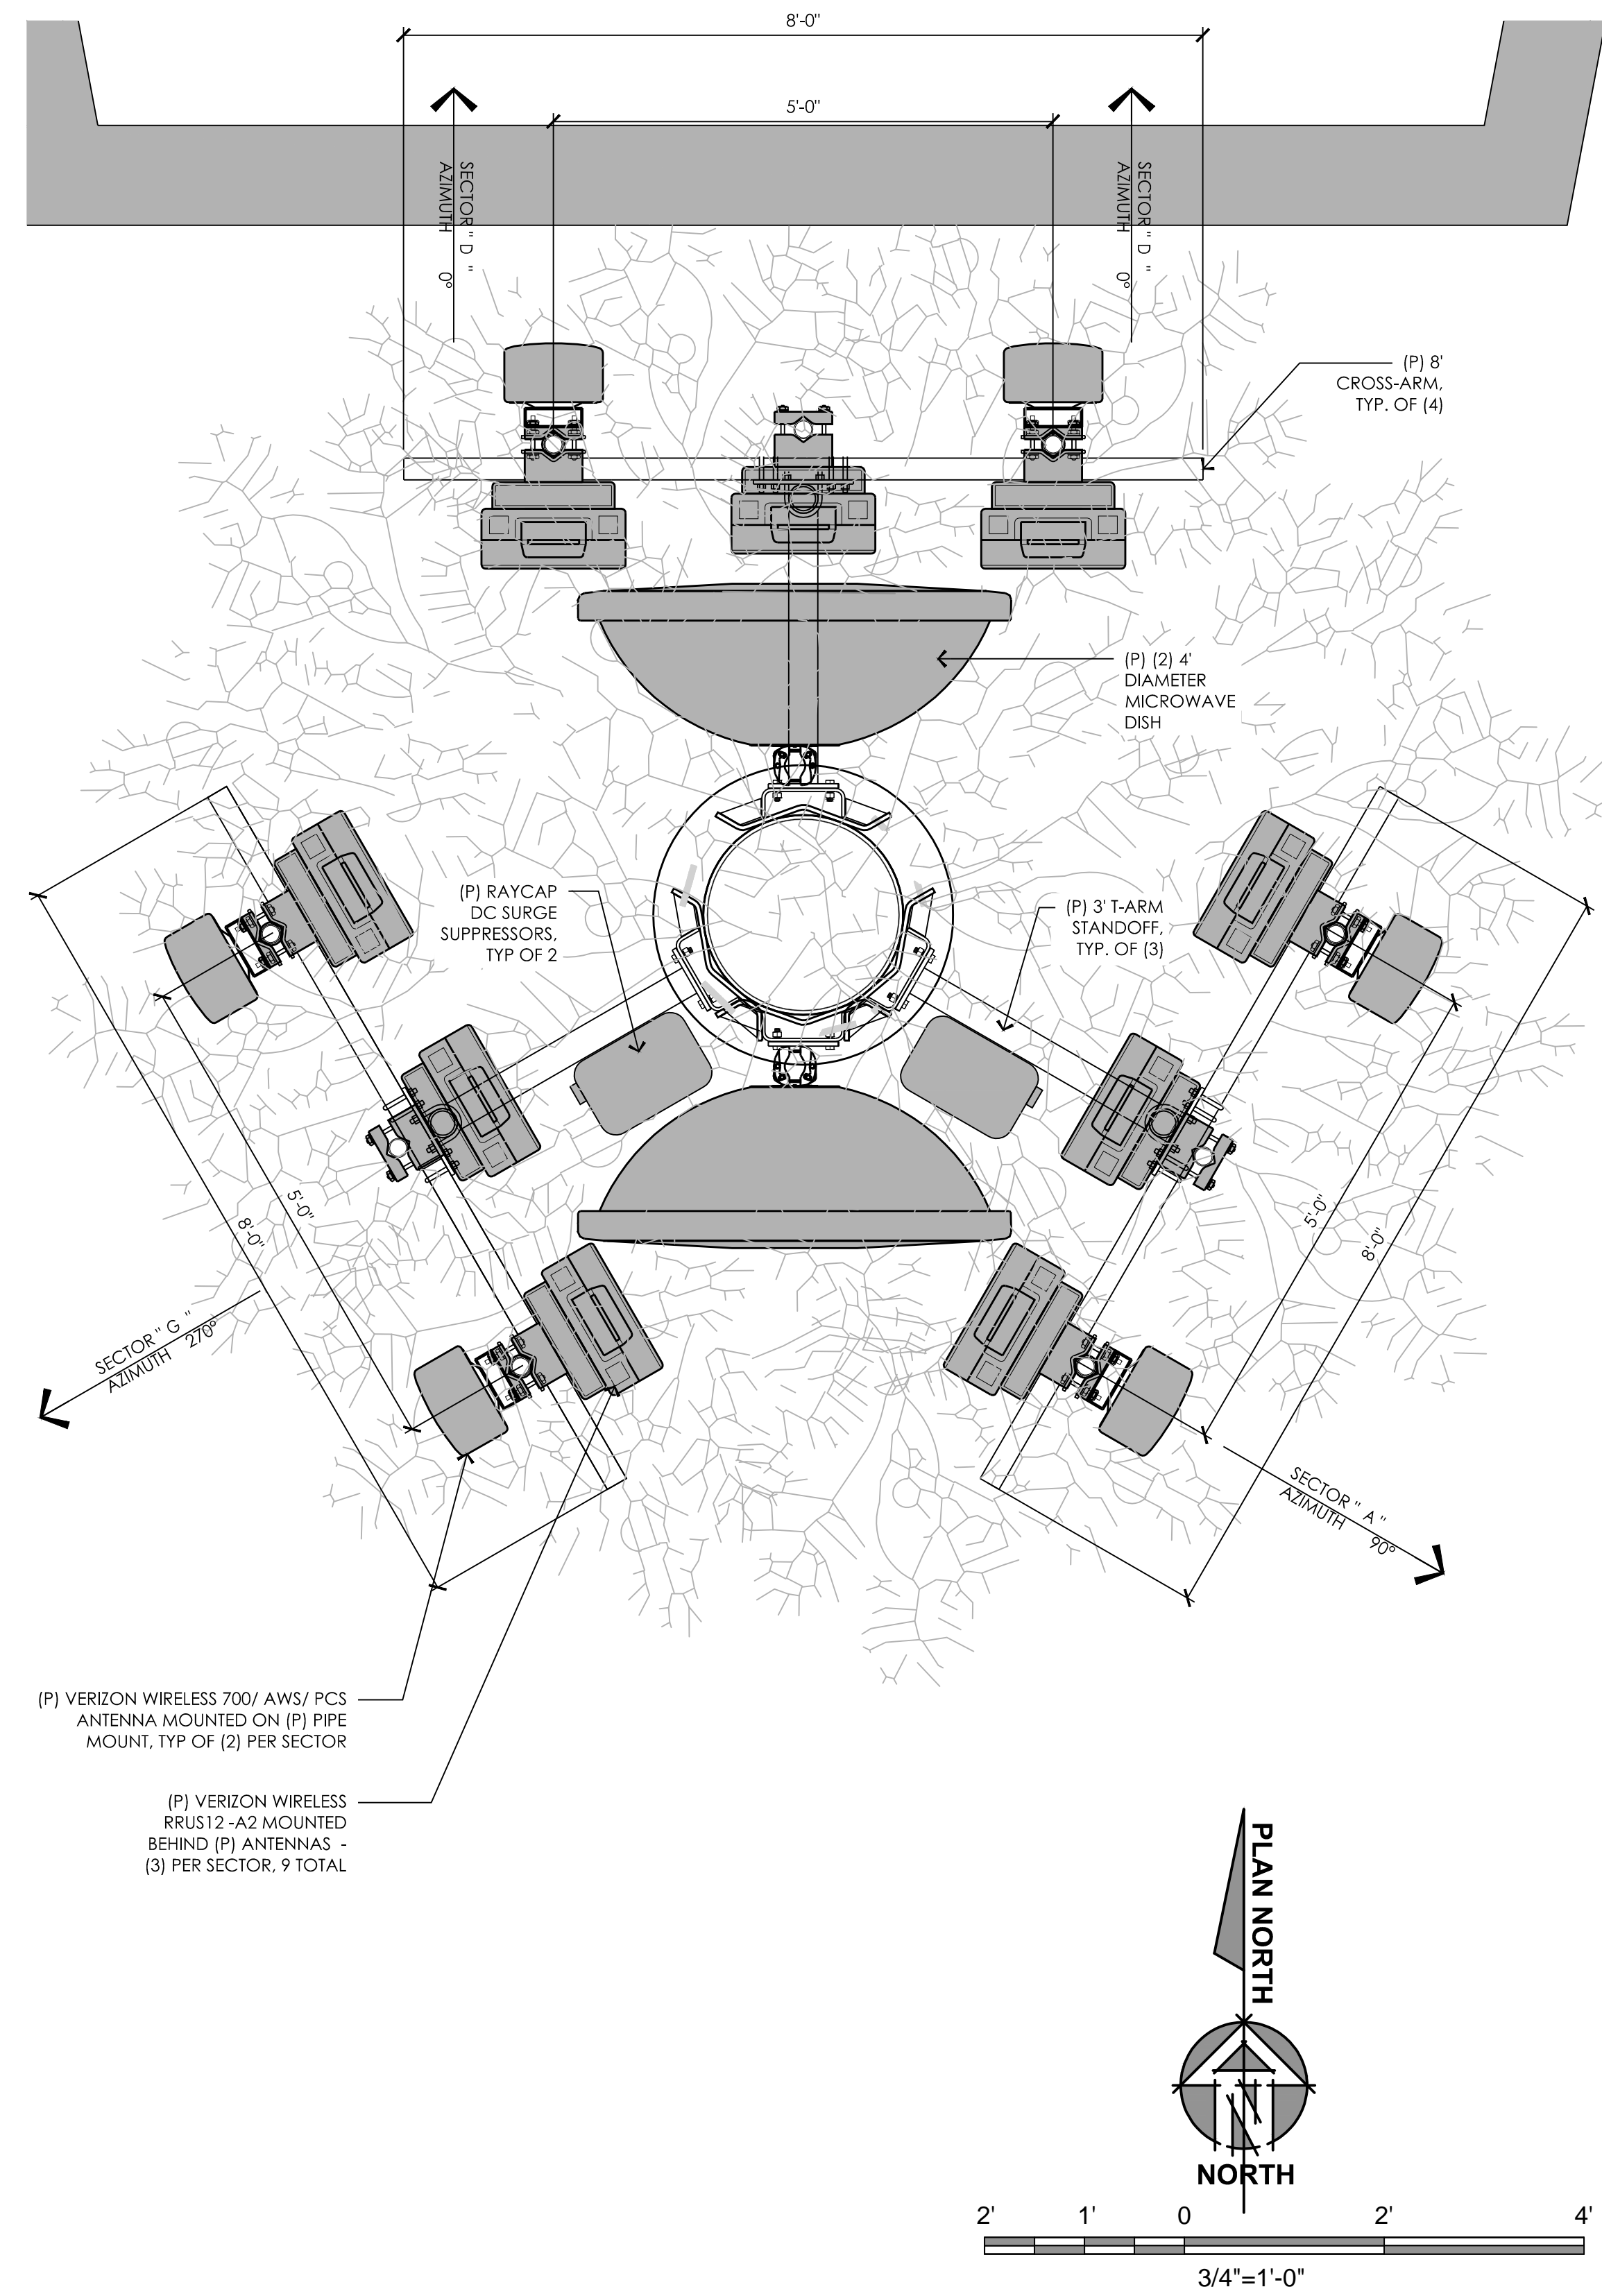 8'-0"
5'-0"
SECTOR " D "
AZIMUTH 0°
SECTOR " D "
AZIMUTH 0°
(P) 8'
CROSS-ARM,
TYP. OF (4)
(P) (2) 4'
DIAMETER
MICROWAVE
DISH
(P) RAYCAP
DC SURGE
SUPPRESSORS,
TYP OF 2
(P) 3' T-ARM
STANDOFF,
TYP. OF (3)
5'-0"
8'-0"
5'-0"
8'-0"
SECTOR " G "
AZIMUTH 270°
SECTOR " A "
AZIMUTH 90°
(P) VERIZON WIRELESS 700/ AWS/ PCS
ANTENNA MOUNTED ON (P) PIPE
MOUNT, TYP OF (2) PER SECTOR
(P) VERIZON WIRELESS
RRUS12 -A2 MOUNTED
BEHIND (P) ANTENNAS -
(3) PER SECTOR, 9 TOTAL
PLAN NORTH
N
NORTH
2' 1' 0 2' 4'
3/4"=1'-0"